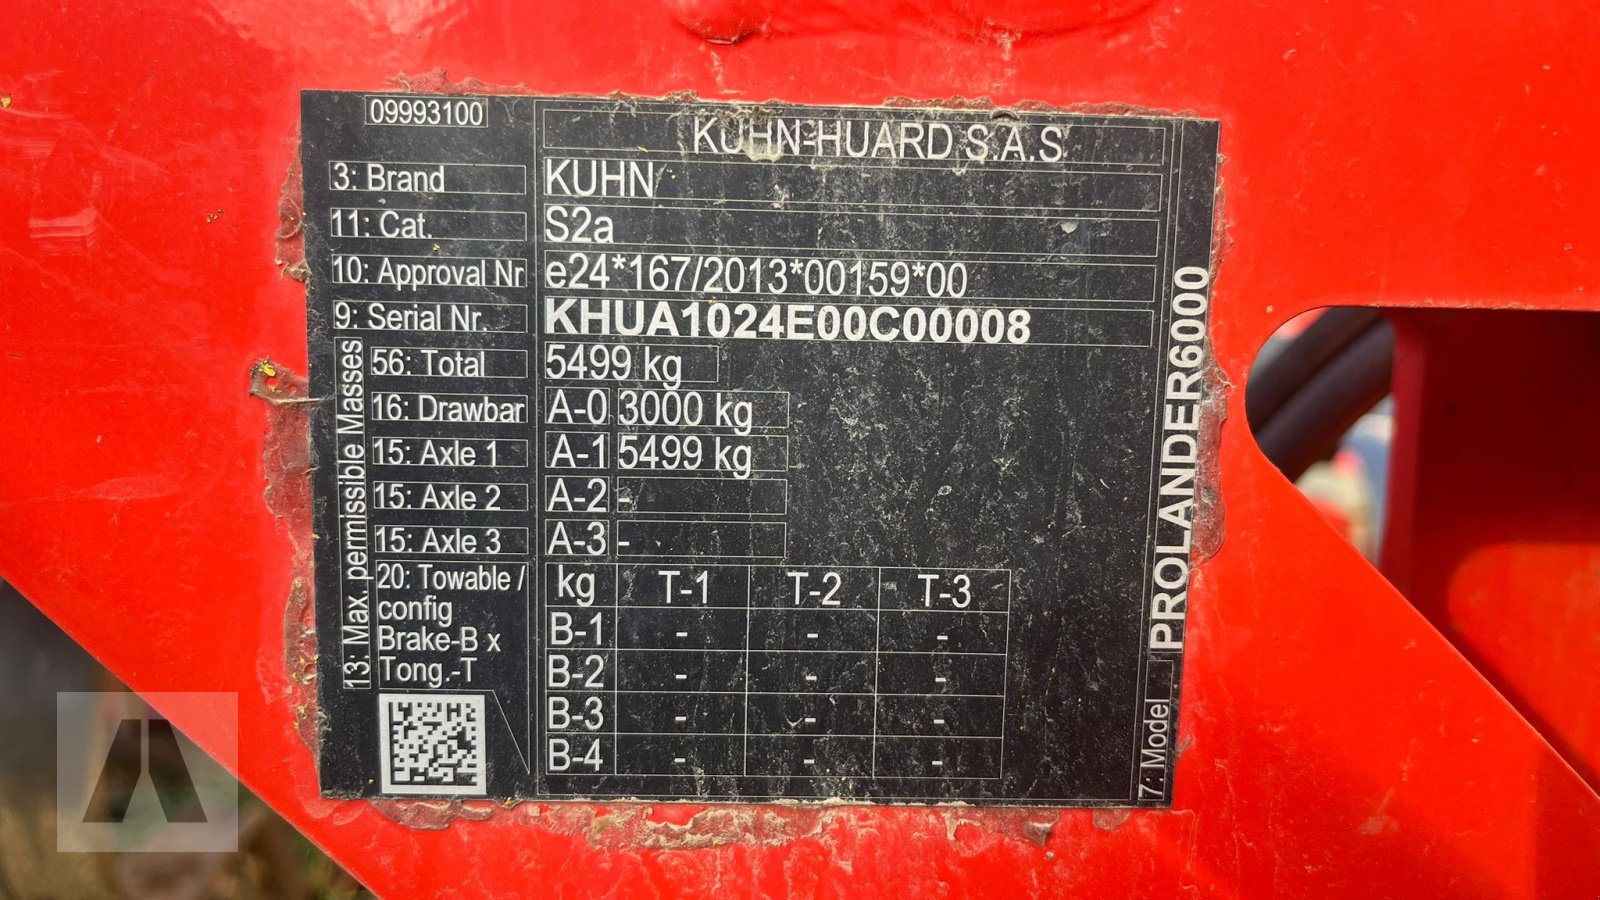 09993100
KUHN-HUARD S.A.S
3: Brand KUHN
11: Cat. S2a
10: Approval Nr e24*167/2013*00159*00
9: Serial Nr. KHUA1024E00C00008
13: Max. permissible Masses
56: Total 5499 kg
16: Drawbar A-0 3000 kg
15: Axle 1 A-1 5499 kg
15: Axle 2 A-2 -
15: Axle 3 A-3 -
20: Towable /
config
Brake-B x
Tong.-T
kg T-1 T-2 T-3
B-1 - - -
B-2 - - -
B-3 - - -
B-4 - - -
7: Model PROLANDER6000